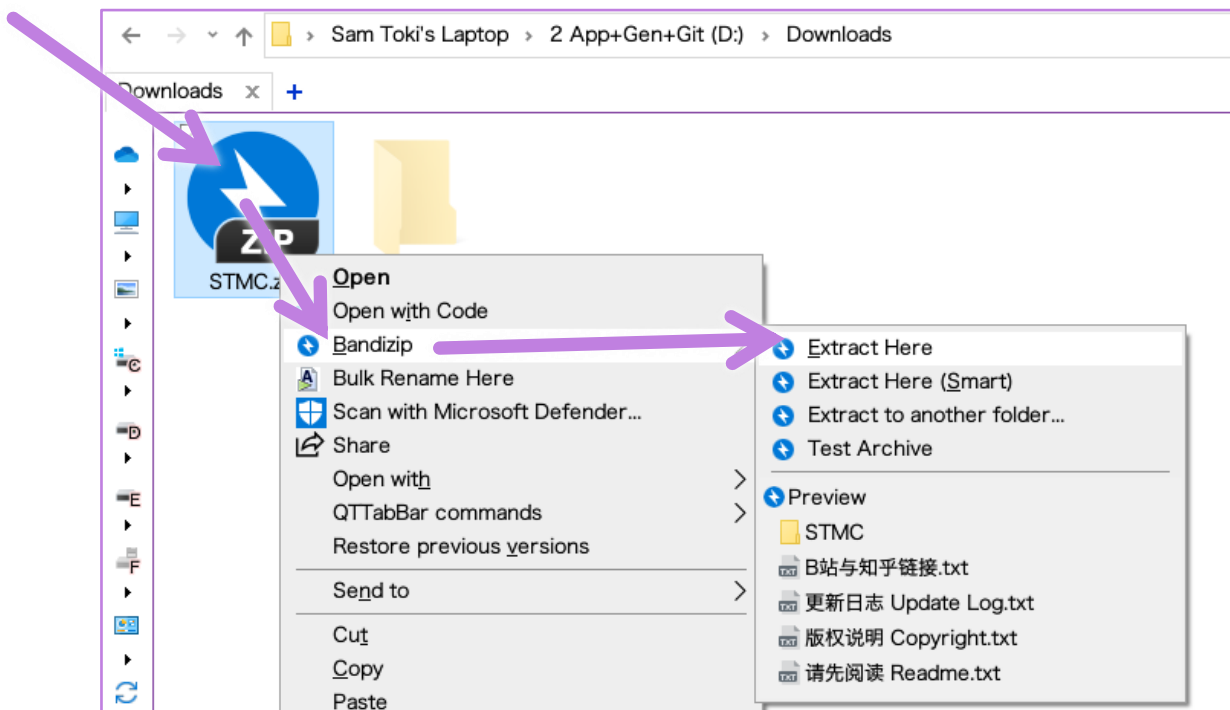 Sam Toki's Laptop › 2 App+Gen+Git (D:) › Downloads
Downloads x +
ZIP
STMC.z
Open
Open with Code
Bandizip
Bulk Rename Here
Scan with Microsoft Defender...
Share
Open with
QTTabBar commands
Restore previous versions
Send to
Cut
Copy
Paste
Extract Here
Extract Here (Smart)
Extract to another folder...
Test Archive
Preview
STMC
B站与知乎链接.txt
更新日志 Update Log.txt
版权说明 Copyright.txt
请先阅读 Readme.txt
C
D
E
F